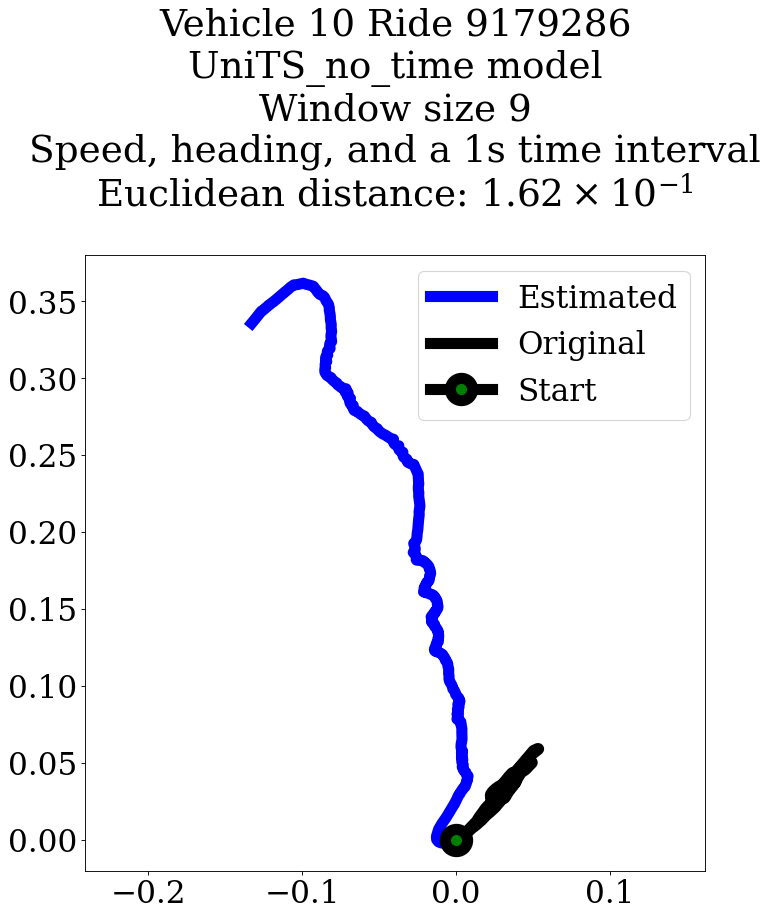 Vehicle 10 Ride 9179286
UniTS_no_time model
Window size 9
Speed, heading, and a 1s time interval
Euclidean distance: 1.62 × 10⁻¹
Estimated
Original
Start
0.35
0.30
0.25
0.20
0.15
0.10
0.05
0.00
−0.2 −0.1 0.0 0.1